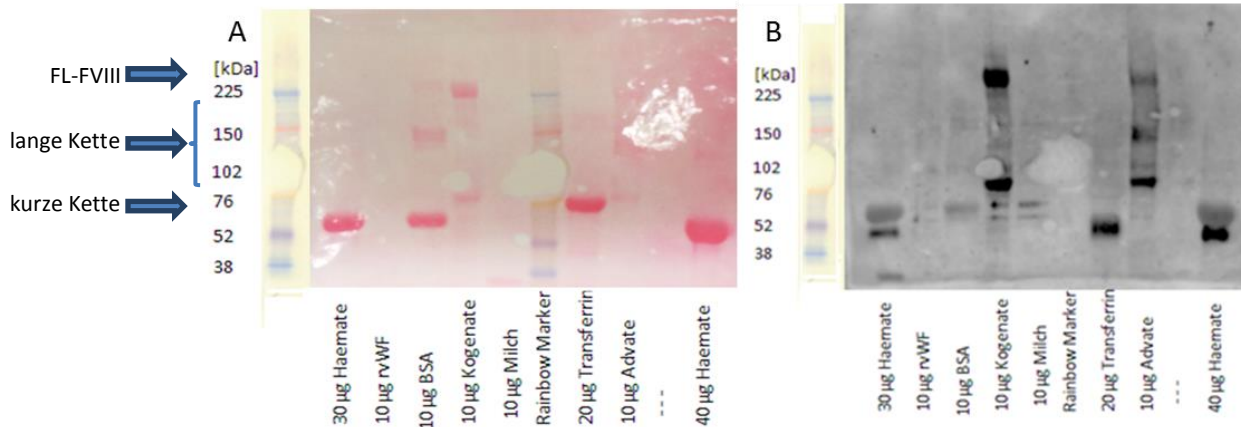 A
[kDa]
225
150
102
76
52
38
FL-FVIII
lange Kette
kurze Kette
30 µg Haemate
10 µg rvWF
10 µg BSA
10 µg Kogenate
10 µg Milch
Rainbow Marker
20 µg Transferrin
10 µg Advate
---
40 µg Haemate
B
[kDa]
225
150
102
76
52
38
30 µg Haemate
10 µg rvWF
10 µg BSA
10 µg Kogenate
10 µg Milch
Rainbow
Marker
20 µg Transferrin
10 µg Advate
---
40 µg Haemate